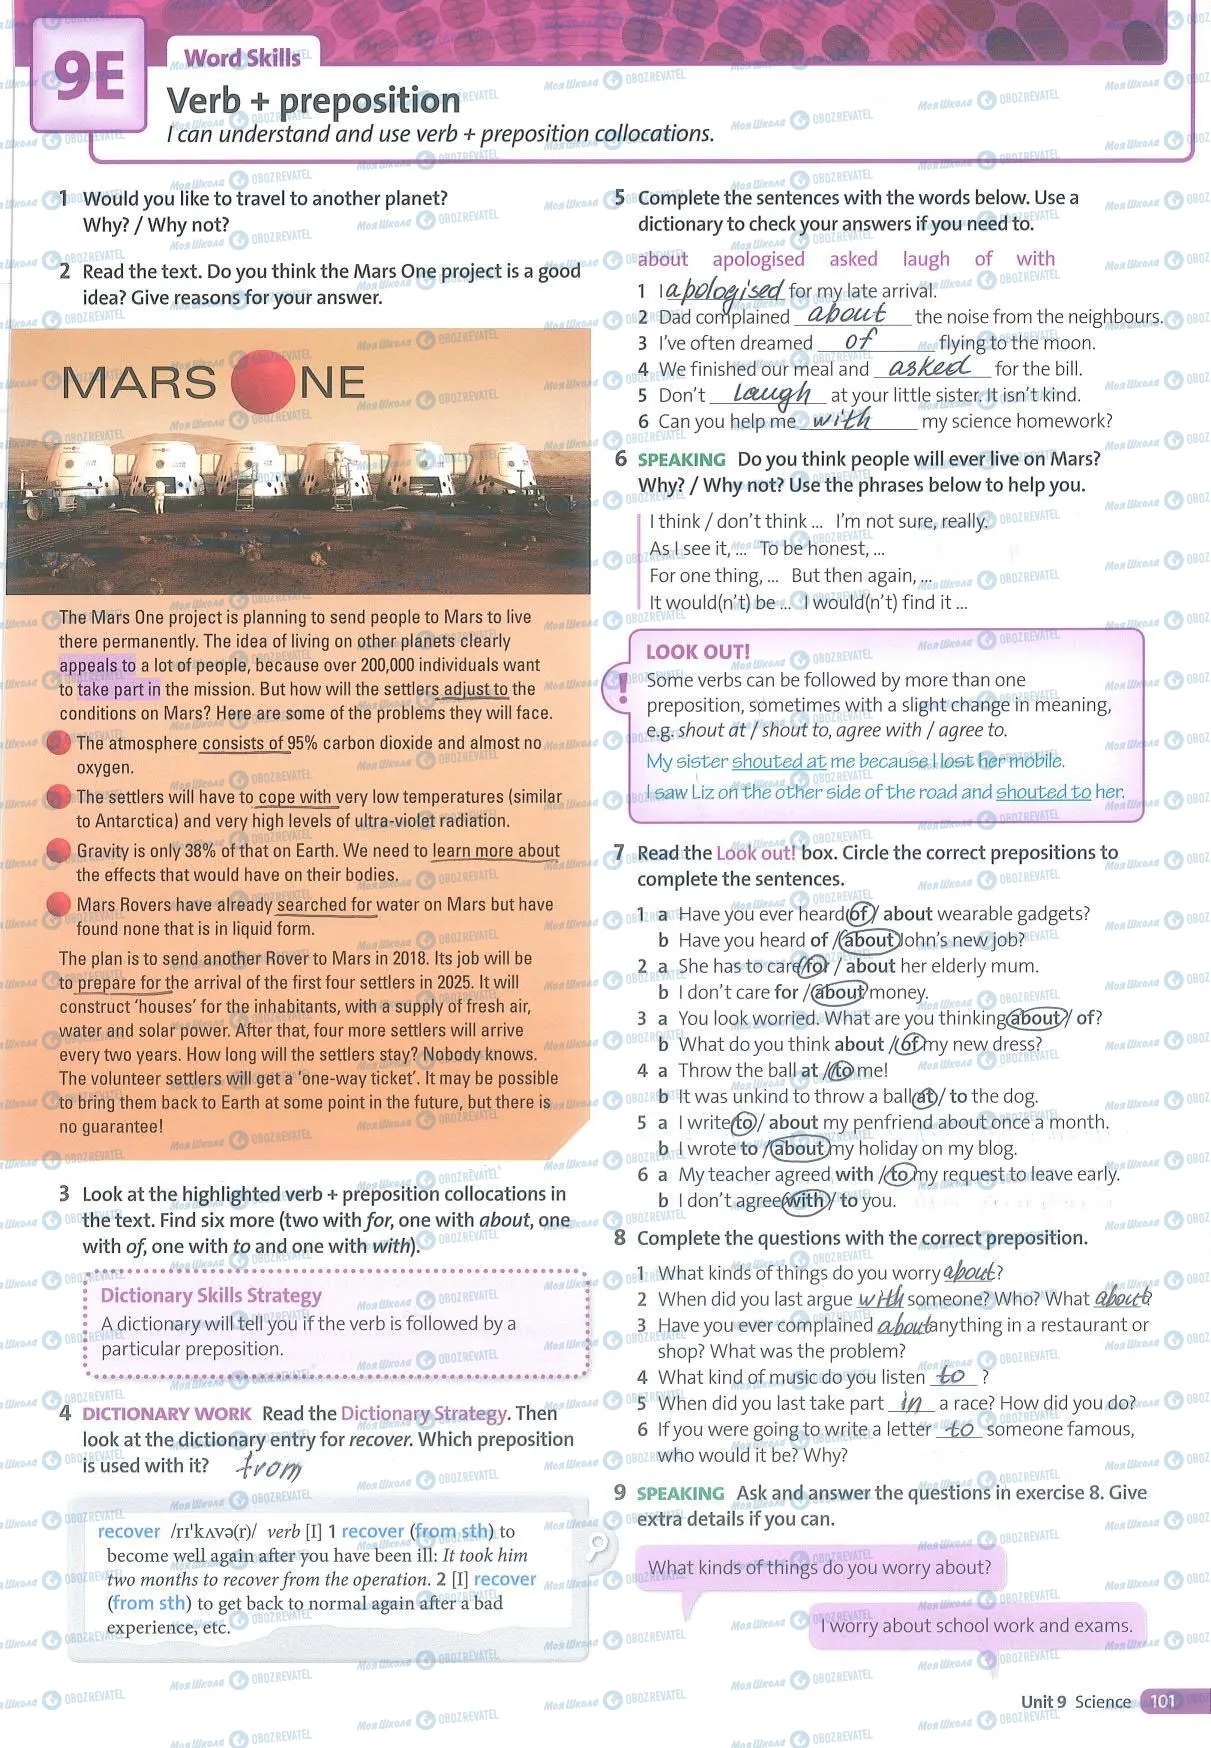 9E
Word Skills
Verb + preposition
I can understand and use verb + preposition collocations.
1 Would you like to travel to another planet?
Why? / Why not?
2 Read the text. Do you think the Mars One project is a good
idea? Give reasons for your answer.
MARS ONE
The Mars One project is planning to send people to Mars to live
there permanently. The idea of living on other planets clearly
appeals to a lot of people, because over 200,000 individuals want
to take part in the mission. But how will the settlers adjust to the
conditions on Mars? Here are some of the problems they will face.
The atmosphere consists of 95% carbon dioxide and almost no
oxygen.
The settlers will have to cope with very low temperatures (similar
to Antarctica) and very high levels of ultra-violet radiation.
Gravity is only 38% of that on Earth. We need to learn more about
the effects that would have on their bodies.
Mars Rovers have already searched for water on Mars but have
found none that is in liquid form.
The plan is to send another Rover to Mars in 2018. Its job will be
to prepare for the arrival of the first four settlers in 2025. It will
construct 'houses' for the inhabitants, with a supply of fresh air,
water and solar power. After that, four more settlers will arrive
every two years. How long will the settlers stay? Nobody knows.
The volunteer settlers will get a 'one-way ticket'. It may be possible
to bring them back to Earth at some point in the future, but there is
no guarantee!
3 Look at the highlighted verb + preposition collocations in
the text. Find six more (two with for, one with about, one
with of, one with to and one with with).
Dictionary Skills Strategy
A dictionary will tell you if the verb is followed by a
particular preposition.
4 DICTIONARY WORK Read the Dictionary Strategy. Then
look at the dictionary entry for recover. Which preposition
is used with it? from
recover /rɪˈkʌvə(r)/ verb [I] 1 recover (from sth) to
become well again after you have been ill: It took him
two months to recover from the operation. 2 [I] recover
(from sth) to get back to normal again after a bad
experience, etc.
5 Complete the sentences with the words below. Use a
dictionary to check your answers if you need to.
about apologised asked laugh of with
1 I apologised for my late arrival.
2 Dad complained about the noise from the neighbours.
3 I've often dreamed of flying to the moon.
4 We finished our meal and asked for the bill.
5 Don't laugh at your little sister. It isn't kind.
6 Can you help me with my science homework?
6 SPEAKING Do you think people will ever live on Mars?
Why? / Why not? Use the phrases below to help you.
I think / don't think ... I'm not sure, really.
As I see it, ... To be honest, ...
For one thing, ... But then again, ...
It would(n't) be ... I would(n't) find it ...
LOOK OUT!
Some verbs can be followed by more than one
preposition, sometimes with a slight change in meaning,
e.g. shout at / shout to, agree with / agree to.
My sister shouted at me because I lost her mobile.
I saw Liz on the other side of the road and shouted to her.
!
7 Read the Look out! box. Circle the correct prepositions to
complete the sentences.
1 a Have you ever heard of / about wearable gadgets?
b Have you heard of / about John's new job?
2 a She has to care for / about her elderly mum.
b I don't care for / about money.
3 a You look worried. What are you thinking about / of?
b What do you think about / of my new dress?
4 a Throw the ball at / to me!
b It was unkind to throw a ball at / to the dog.
5 a I write to / about my penfriend about once a month.
b I wrote to / about my holiday on my blog.
6 a My teacher agreed with / to my request to leave early.
b I don't agree with / to you.
8 Complete the questions with the correct preposition.
1 What kinds of things do you worry about?
2 When did you last argue with someone? Who? What about?
3 Have you ever complained about anything in a restaurant or
shop? What was the problem?
4 What kind of music do you listen to ?
5 When did you last take part in a race? How did you do?
6 If you were going to write a letter to someone famous,
who would it be? Why?
9 SPEAKING Ask and answer the questions in exercise 8. Give
extra details if you can.
What kinds of things do you worry about?
I worry about school work and exams.
Unit 9 Science 101
МояШкола OBOZREVATEL